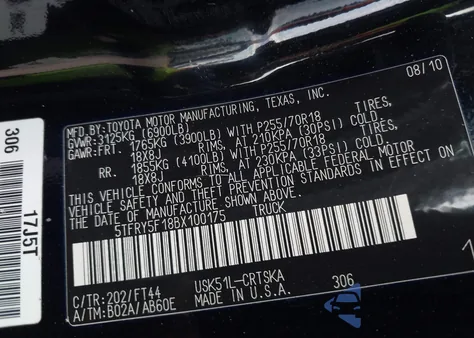 08/10
MFD.BY:TOYOTA MOTOR MANUFACTURING, TEXAS, INC.
GVWR:3125KG (6900LB)
GAWR:FRT. 1765KG (3900LB) WITH P255/70R18 TIRES,
18X8J RIMS, AT 210KPA (30PSI) COLD.
RR. 1855KG (4100LB) WITH P255/70R18 TIRES,
18X8J RIMS, AT 230KPA (33PSI) COLD.
THIS VEHICLE CONFORMS TO ALL APPLICABLE FEDERAL MOTOR
VEHICLE SAFETY AND THEFT PREVENTION STANDARDS IN EFFECT ON
THE DATE OF MANUFACTURE SHOWN ABOVE.
5TFRY5F18BX100175 TRUCK
C/TR:202/FT44 USK51L-CRTSKA 306
A/TM:B02A/AB60E MADE IN U.S.A.
306
17J5T